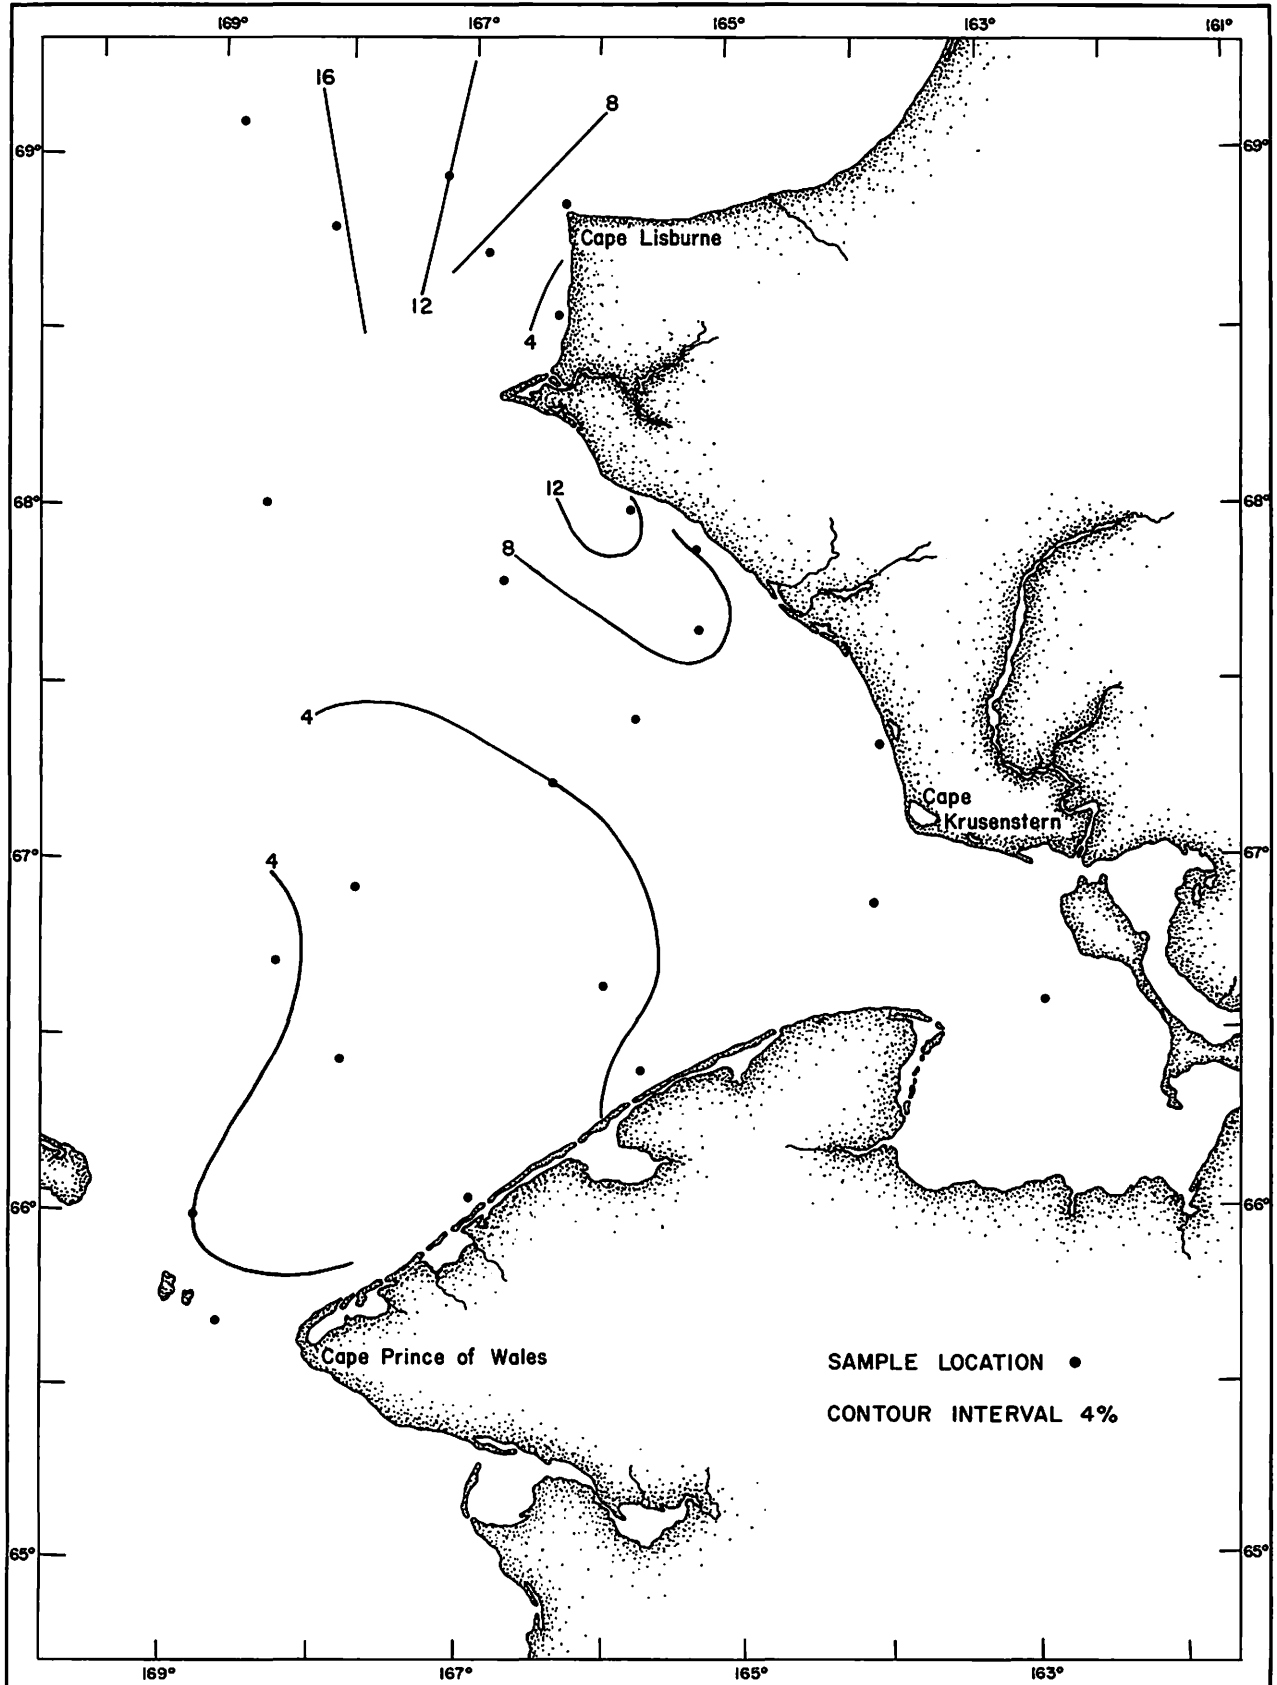 169° 167° 165° 163° 161°
16
8
69° 69°
Cape Lisburne
12
4
12
68° 68°
8
4
Cape
Krusenstern
67° 67°
4
66° 66°
Cape Prince of Wales
SAMPLE LOCATION
CONTOUR INTERVAL 4%
65° 65°
169° 167° 165° 163°